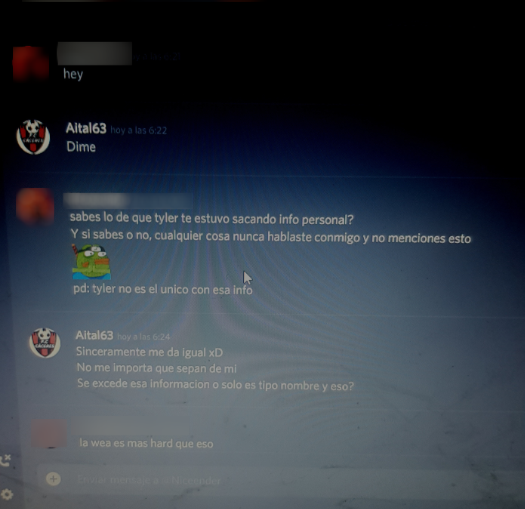 hey
Aital63 hoy a las 6:22
Dime
sabes lo de que tyler te estuvo sacando info personal?
Y si sabes o no, cualquier cosa nunca hablaste conmigo y no menciones esto
pd: tyler no es el unico con esa info
Aital63 hoy a las 6:24
Sinceramente me da igual xD
No me importa que sepan de mi
Se excede esa informacion o solo es tipo nombre y eso?
la wea es mas hard que eso
Enviar mensaje a